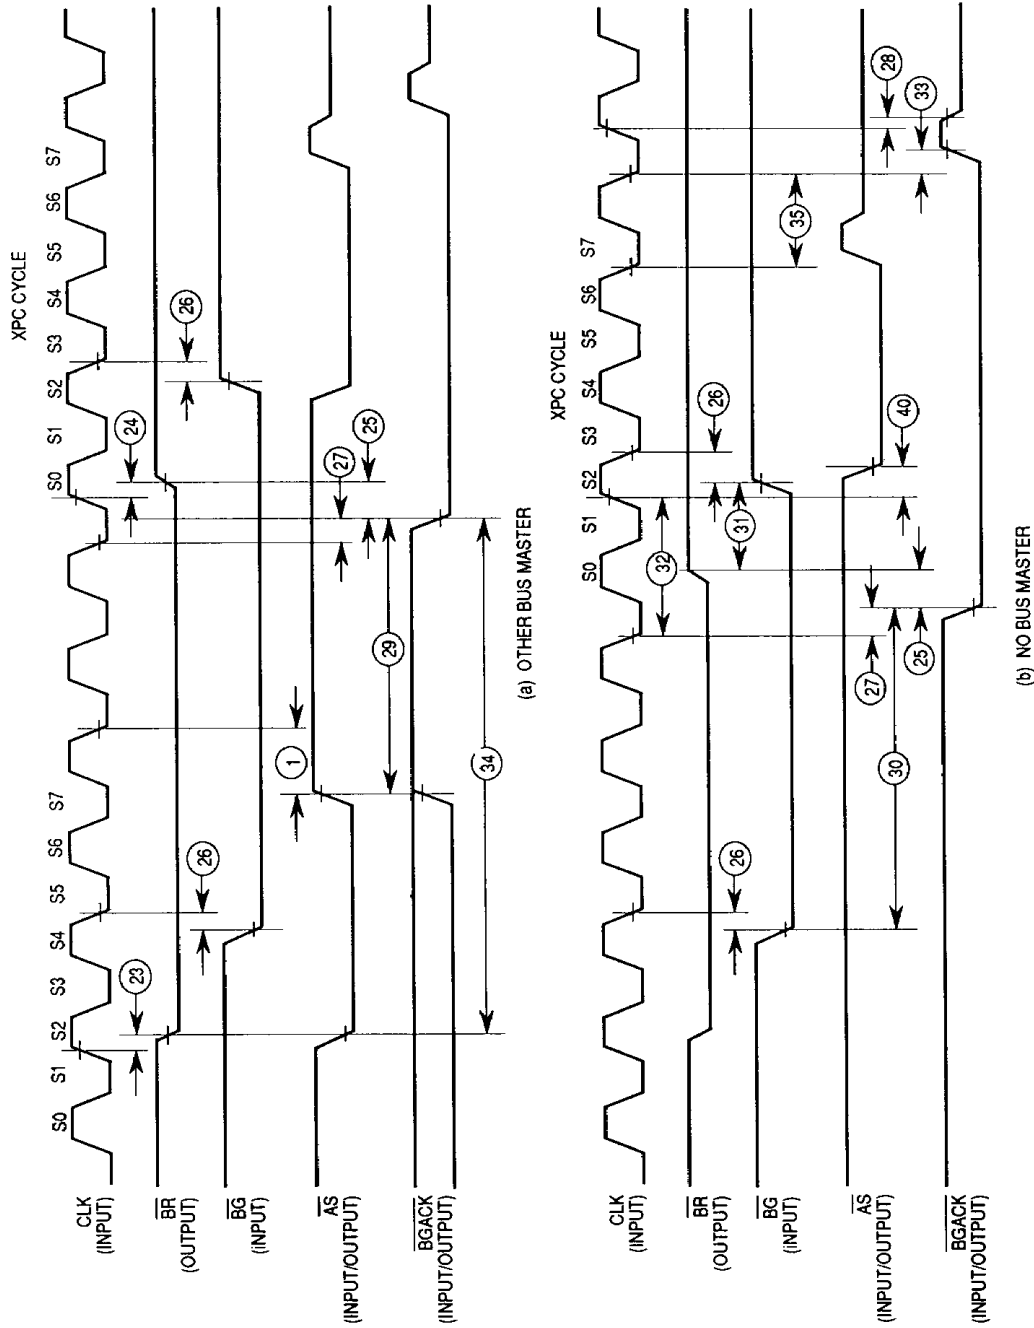 XPC CYCLE
S0 S1 S2 S3 S4 S5 S6 S7 S0 S1 S2 S3 S4 S5 S6 S7
CLK
(INPUT)
23 24
BR
(OUTPUT)
26 26
BG
(INPUT)
1
AS
(INPUT/OUTPUT)
27
25
29
BGACK
(INPUT/OUTPUT)
34
(a) OTHER BUS MASTER
XPC CYCLE
S0 S1 S2 S3 S4 S5 S6 S7
CLK
(INPUT)
32
BR
(OUTPUT)
26 26
31
BG
(INPUT)
35
AS
(INPUT/OUTPUT)
27 28
30 40
25 33
BGACK
(INPUT/OUTPUT)
(b) NO BUS MASTER